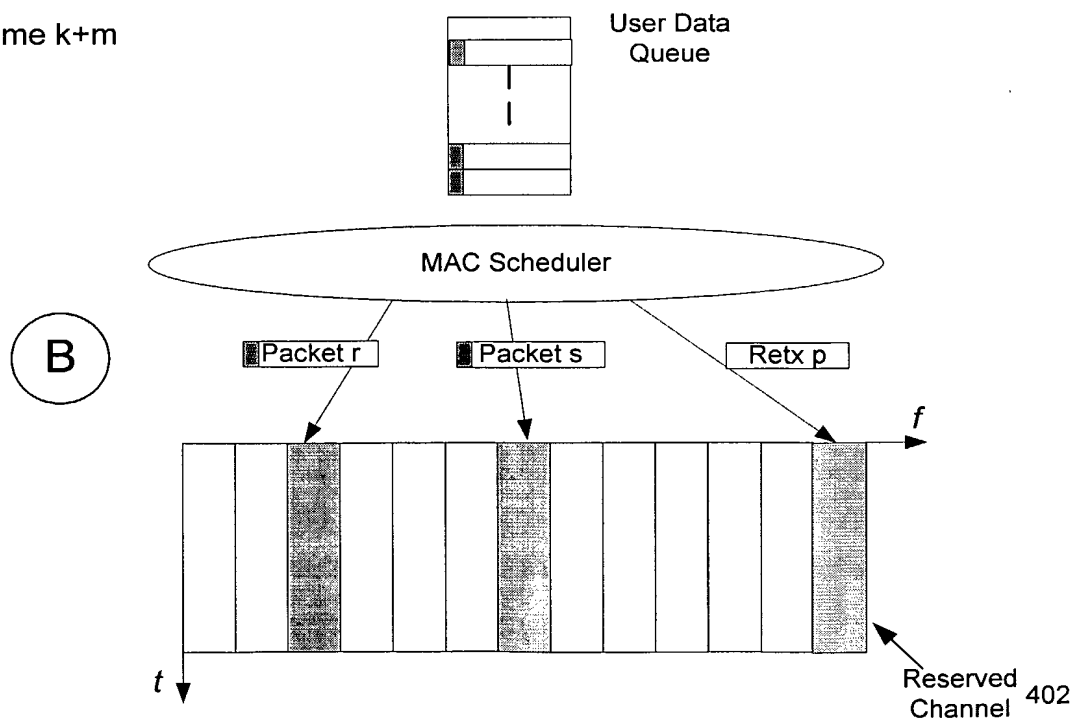 me k+m
User Data
Queue
MAC Scheduler
B
Packet r
Packet s
Retx p
f
t
Reserved
Channel
402